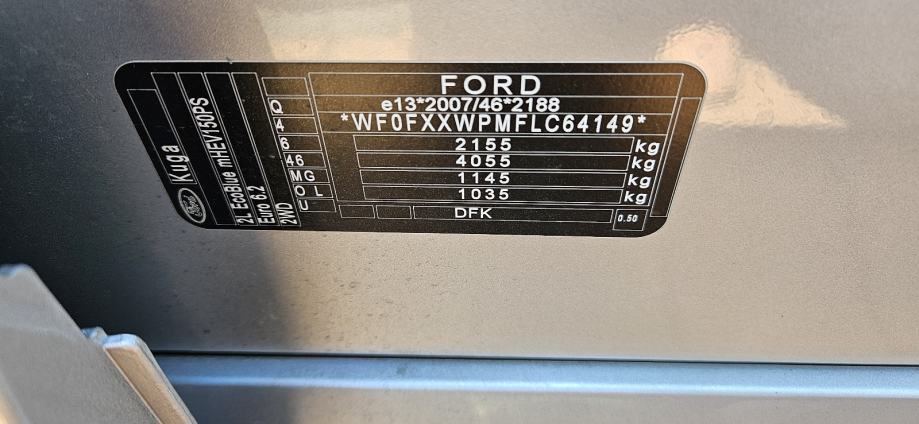 FORD
e13*2007/46*2188
*WF0FXXWPMFLC64149*
2155 kg
4055 kg
1145 kg
1035 kg
DFK 0.50
Ford Kuga
2L EcoBlue mHEV150PS
Euro 6.2
2WD
Q
A
6
46
MG
O L
U